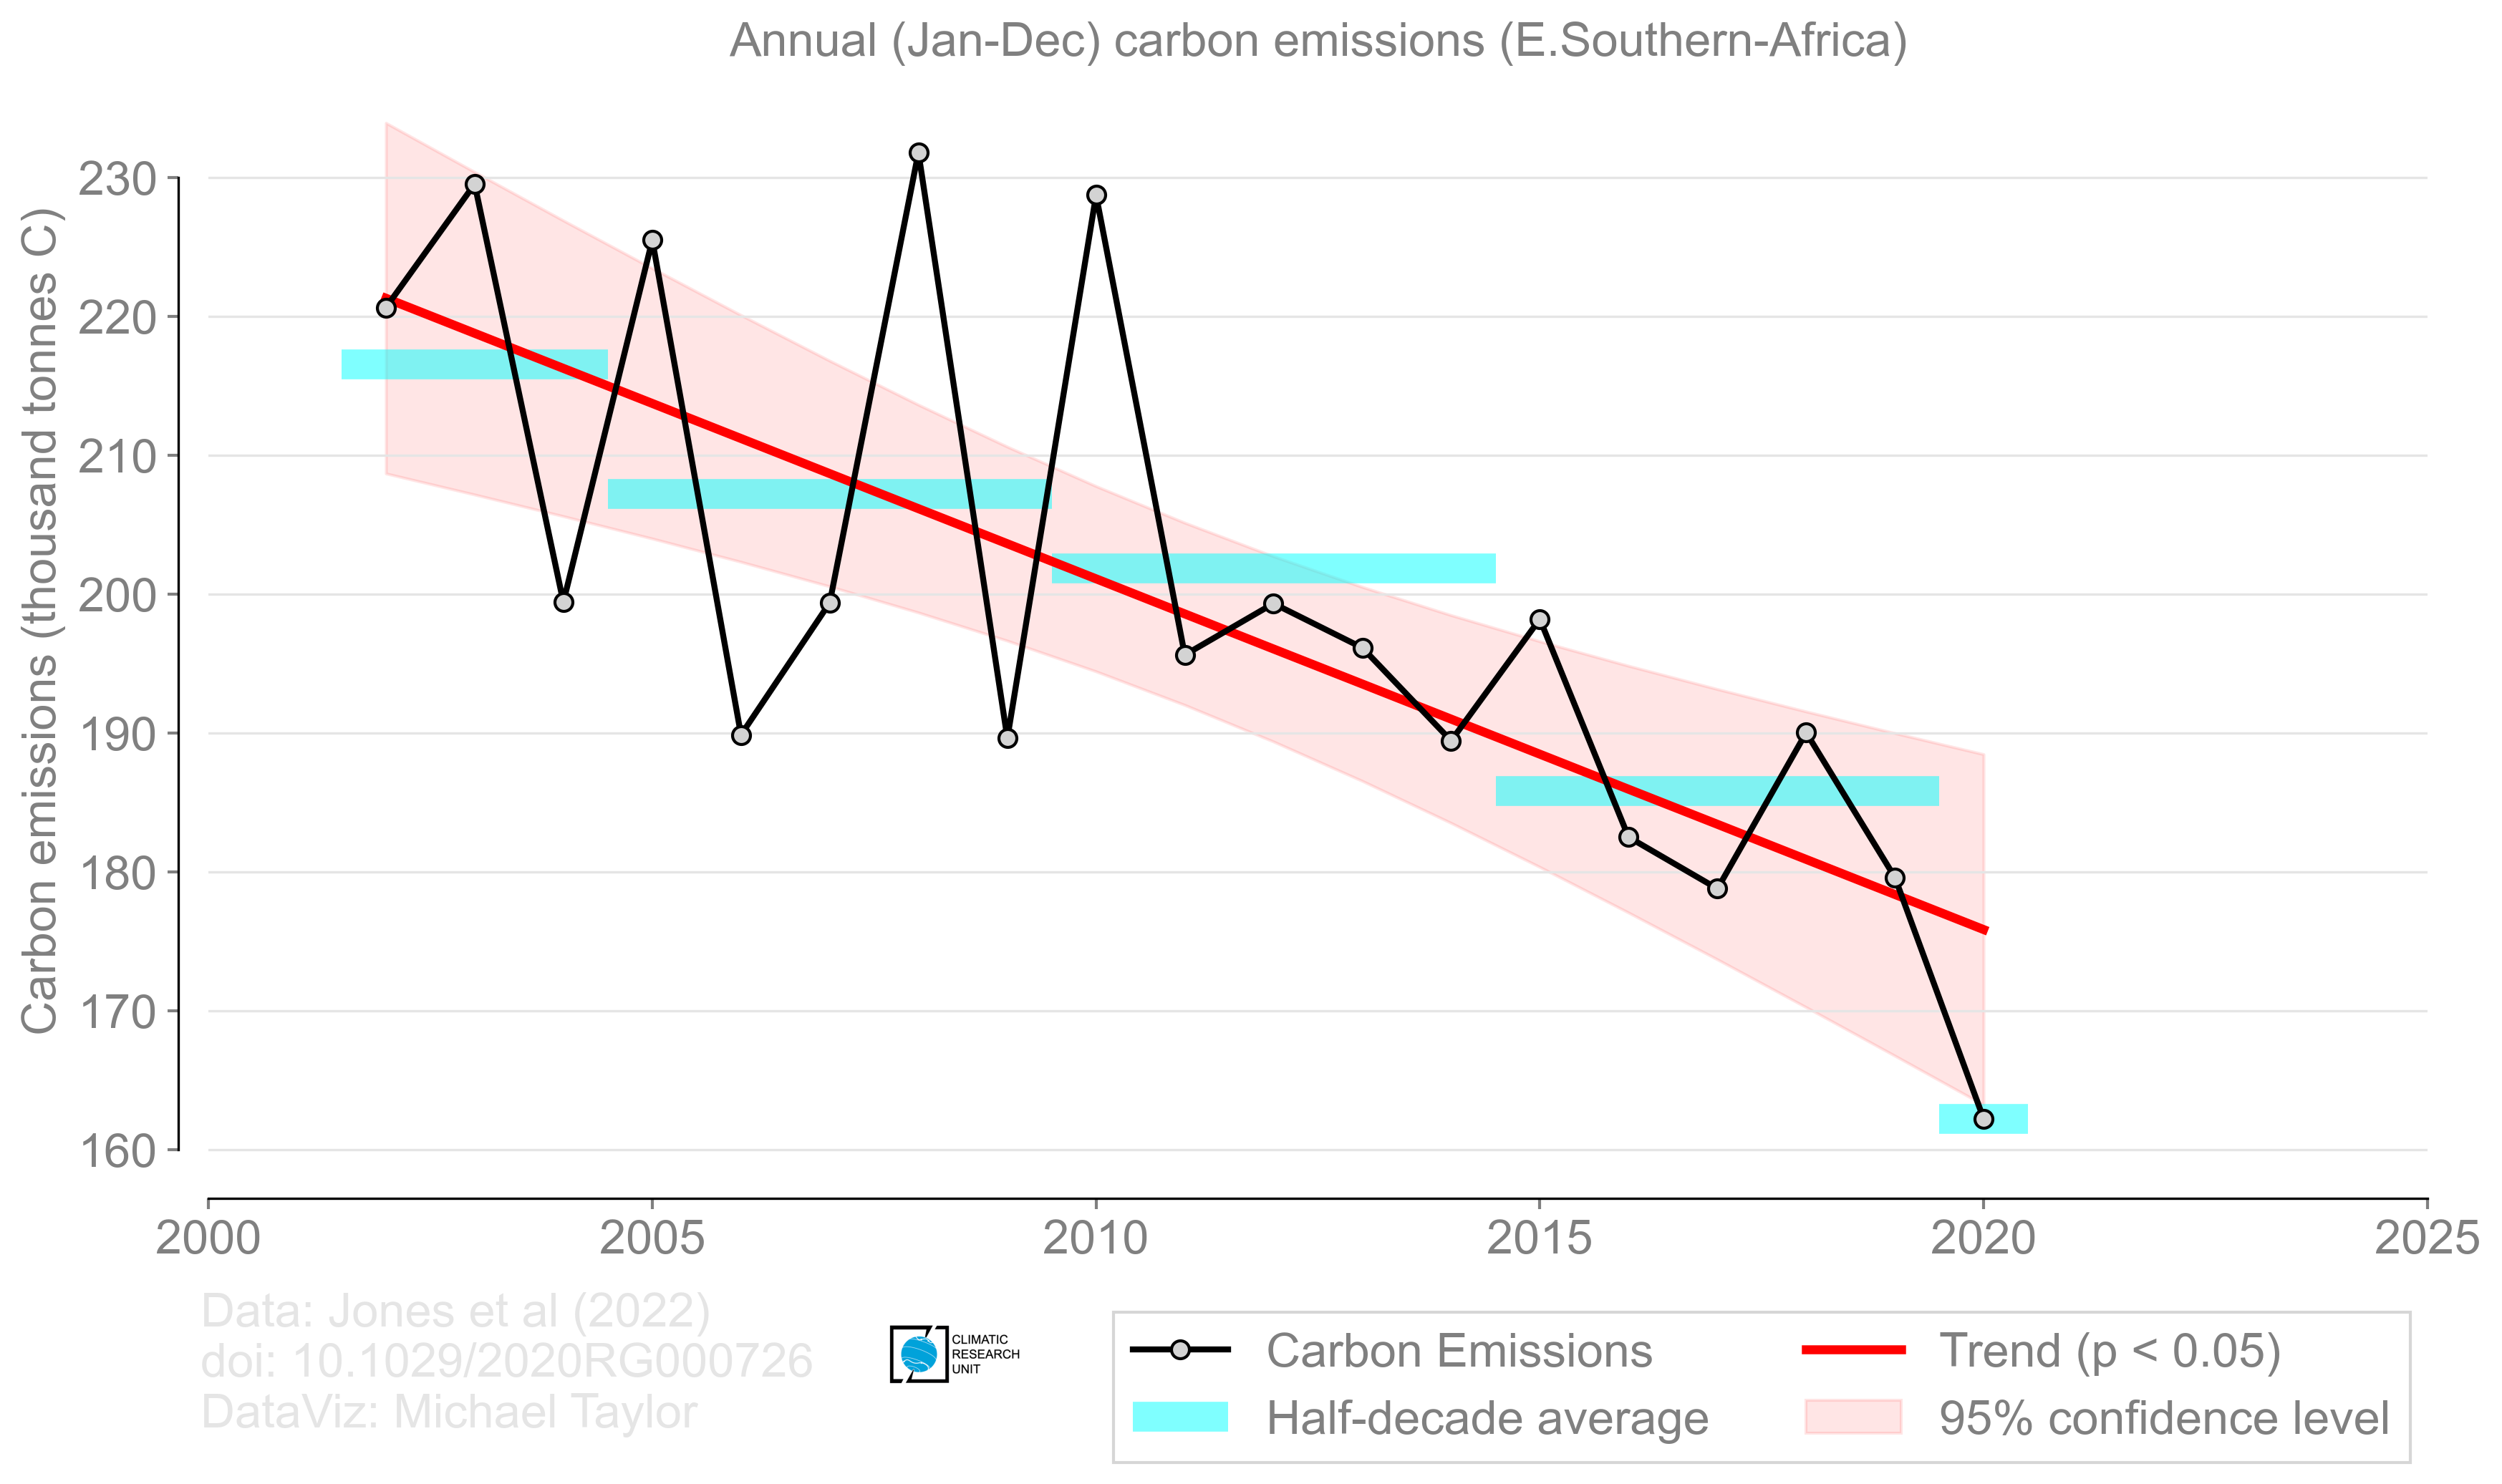 Annual (Jan-Dec) carbon emissions (E.Southern-Africa)
Carbon emissions (thousand tonnes C)
230
220
210
200
190
180
170
160
2000 2005 2010 2015 2020 2025
Data: Jones et al (2022)
doi: 10.1029/2020RG000726
DataViz: Michael Taylor
CLIMATIC
RESEARCH
UNIT
Carbon Emissions
Half-decade average
Trend (p < 0.05)
95% confidence level